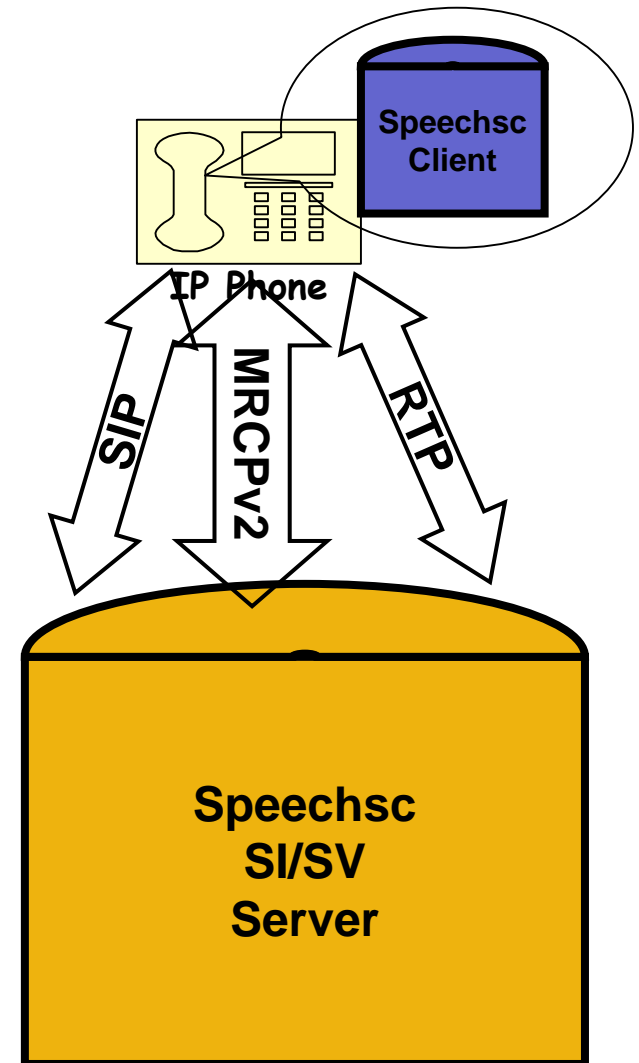 Speechsc
Client
IP Phone
SIP
MRCPv2
RTP
Speechsc
SI/SV
Server